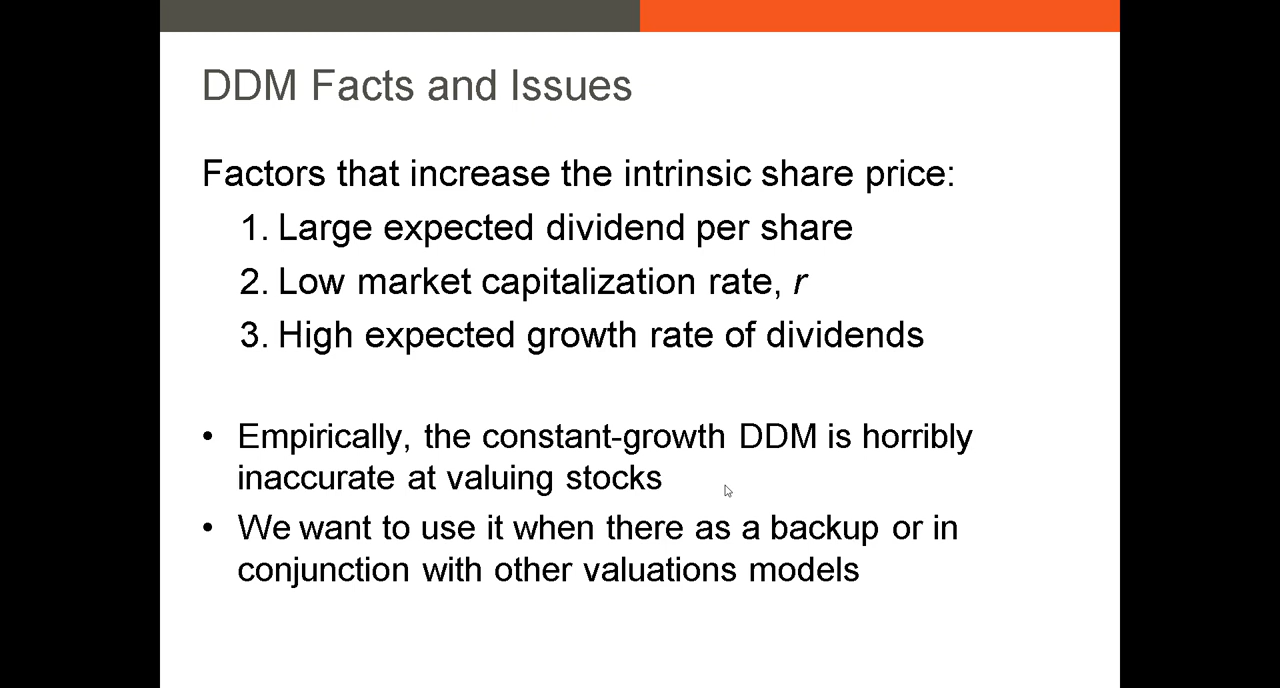 DDM Facts and Issues
Factors that increase the intrinsic share price:
1. Large expected dividend per share
2. Low market capitalization rate, r
3. High expected growth rate of dividends
• Empirically, the constant-growth DDM is horribly
inaccurate at valuing stocks
• We want to use it when there as a backup or in
conjunction with other valuations models